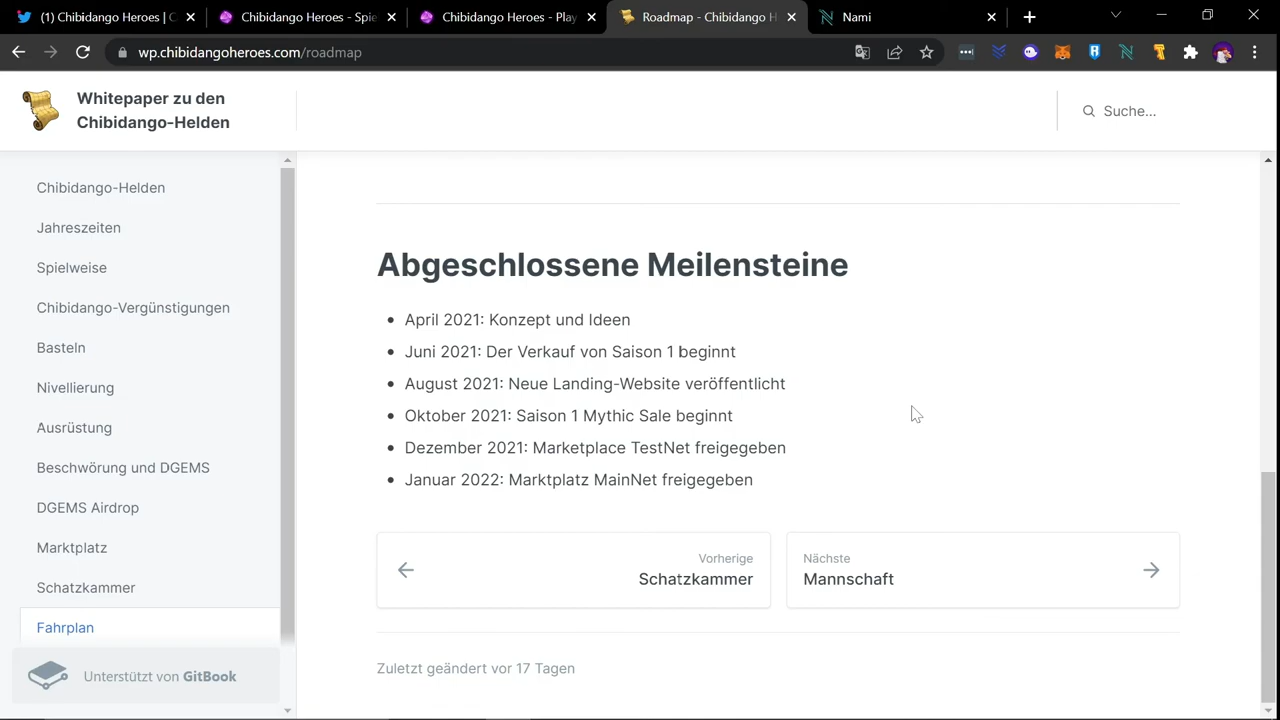 (1) Chibidango Heroes | C
Chibidango Heroes - Spie
Chibidango Heroes - Play
Roadmap - Chibidango H
Nami
wp.chibidangoheroes.com/roadmap
Whitepaper zu den
Chibidango-Helden
Suche...
Chibidango-Helden
Jahreszeiten
Spielweise
Chibidango-Vergünstigungen
Basteln
Nivellierung
Ausrüstung
Beschwörung und DGEMS
DGEMS Airdrop
Marktplatz
Schatzkammer
Fahrplan
Unterstützt von GitBook
Abgeschlossene Meilensteine
April 2021: Konzept und Ideen
Juni 2021: Der Verkauf von Saison 1 beginnt
August 2021: Neue Landing-Website veröffentlicht
Oktober 2021: Saison 1 Mythic Sale beginnt
Dezember 2021: Marketplace TestNet freigegeben
Januar 2022: Marktplatz MainNet freigegeben
Vorherige
Schatzkammer
Nächste
Mannschaft
Zuletzt geändert vor 17 Tagen